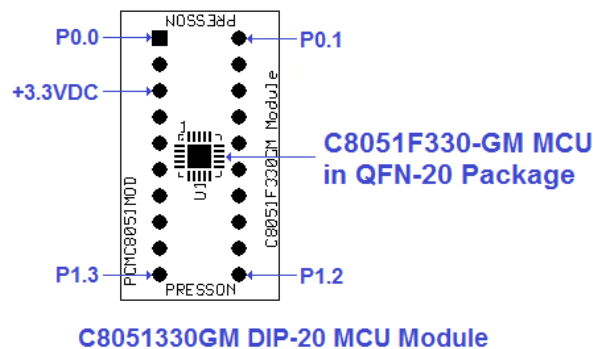 PRESSON
P0.0
P0.1
+3.3VDC
1
U1
C8051F330-GM MCU
in QFN-20 Package
PCMC8051MOD
C8051F330GM Module
P1.3
P1.2
PRESSON
C8051330GM DIP-20 MCU Module